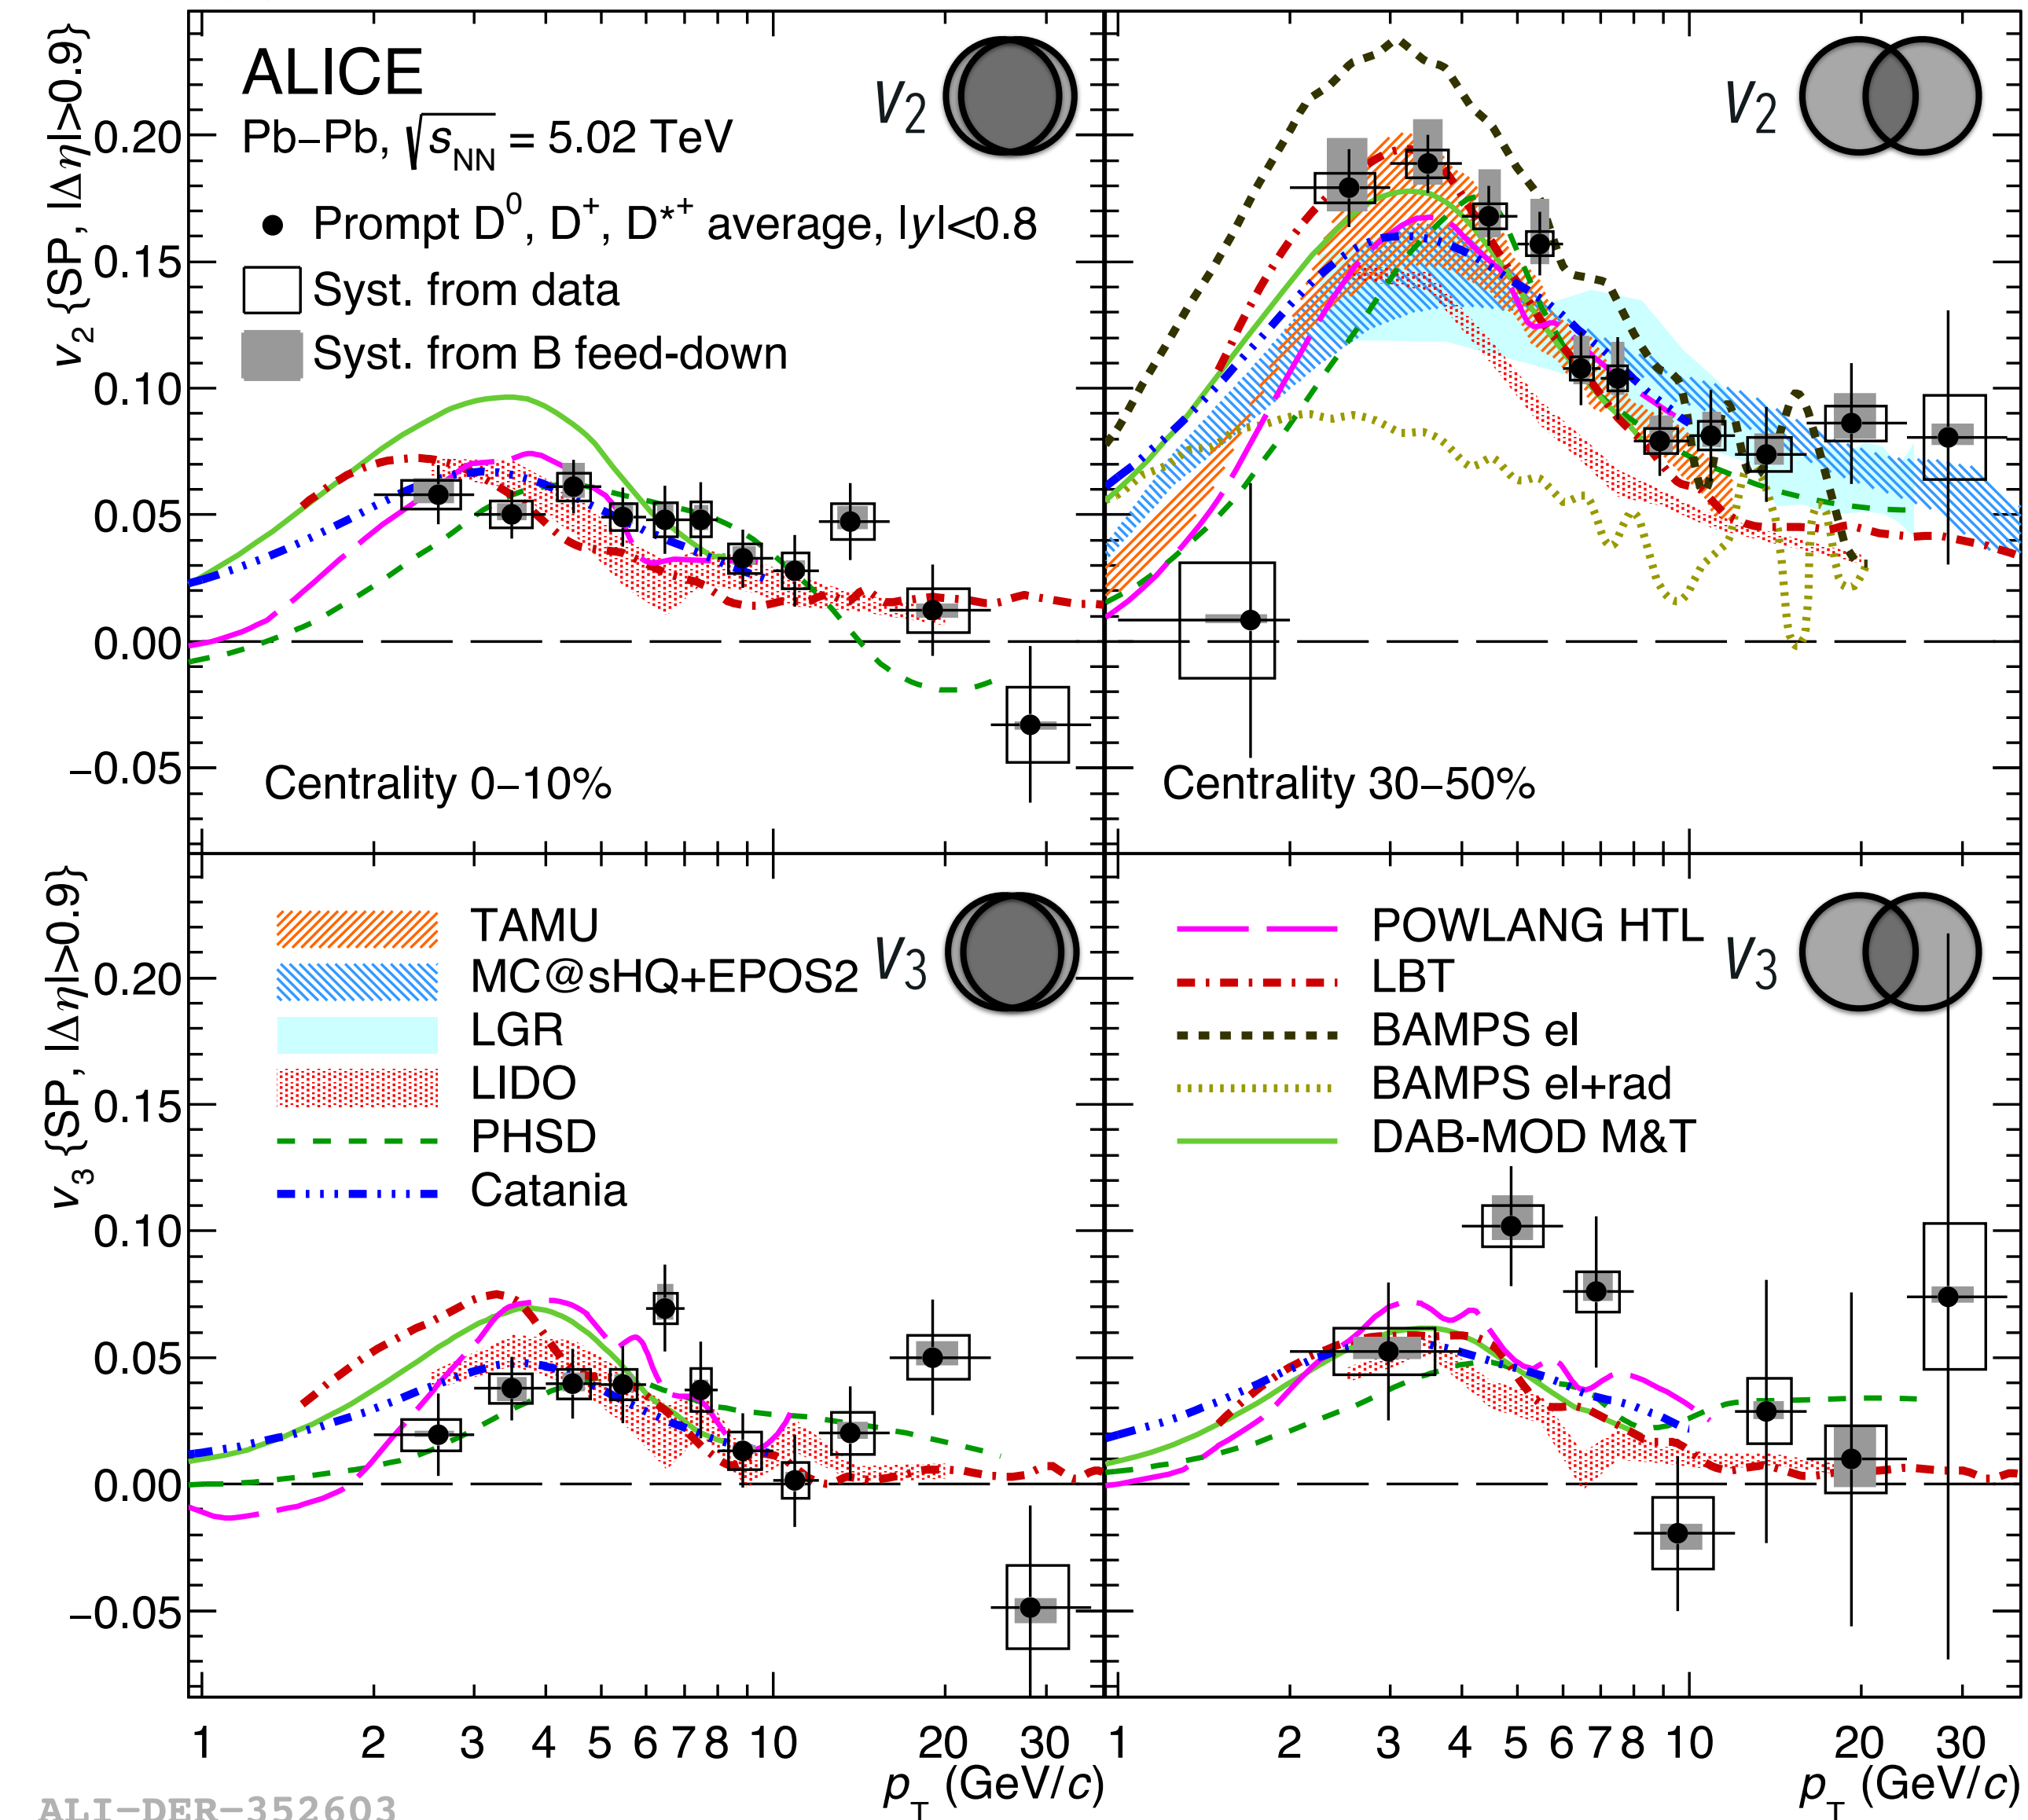 ALICE
Pb–Pb, √sNN = 5.02 TeV
Prompt D0, D+, D*+ average, |y|<0.8
Syst. from data
Syst. from B feed-down
v2 {SP, |Δη|>0.9}
0.20
0.15
0.10
0.05
0.00
−0.05
V2
Centrality 0–10%
V2
Centrality 30–50%
v3 {SP, |Δη|>0.9}
0.20
0.15
0.10
0.05
0.00
−0.05
TAMU
MC@sHQ+EPOS2
LGR
LIDO
PHSD
Catania
V3
POWLANG HTL
LBT
BAMPS el
BAMPS el+rad
DAB-MOD M&T
V3
1 2 3 4 5 6 7 8 10 20 30
pT (GeV/c)
1 2 3 4 5 6 7 8 10 20 30
pT (GeV/c)
ALI-DER-352603